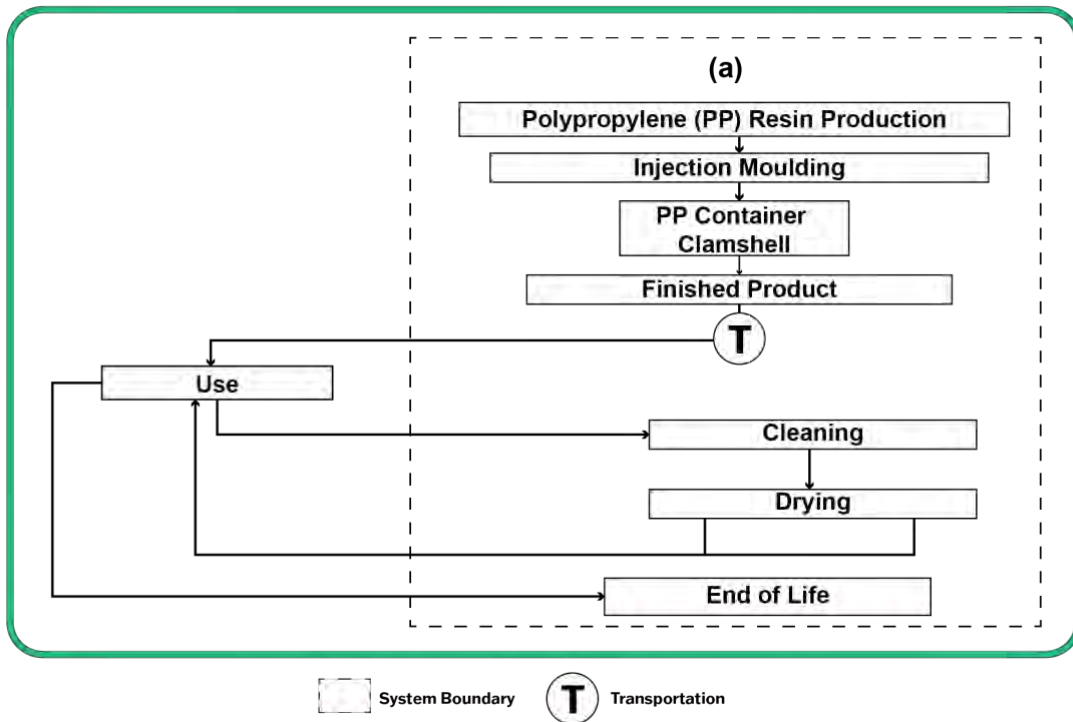 (a)
Polypropylene (PP) Resin Production
Injection Moulding
PP Container
Clamshell
Finished Product
T
Use
Cleaning
Drying
End of Life
System Boundary
T
Transportation